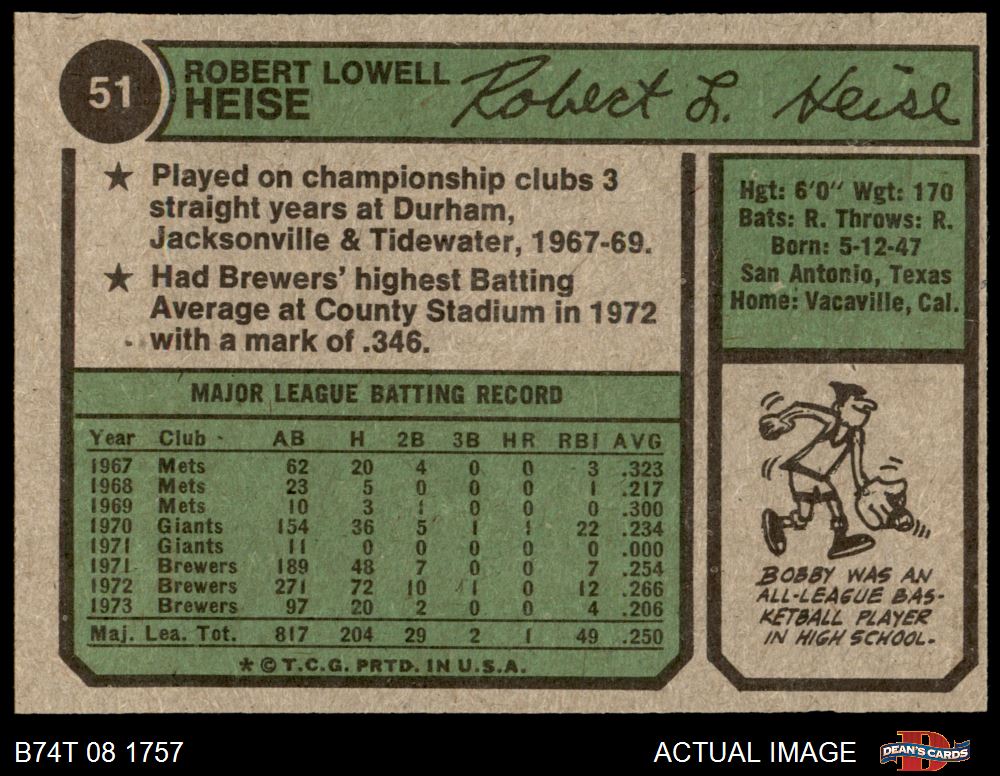 51
ROBERT LOWELL
HEISE
Robert L. Heise
★ Played on championship clubs 3
straight years at Durham,
Jacksonville & Tidewater, 1967-69.
★ Had Brewers' highest Batting
Average at County Stadium in 1972
with a mark of .346.
Hgt: 6'0" Wgt: 170
Bats: R. Throws: R.
Born: 5-12-47
San Antonio, Texas
Home: Vacaville, Cal.
MAJOR LEAGUE BATTING RECORD
Year Club AB H 2B 3B HR RBI AVG
1967 Mets 62 20 4 0 0 3 .323
1968 Mets 23 5 0 0 0 1 .217
1969 Mets 10 3 1 0 0 0 .300
1970 Giants 154 36 5 1 1 22 .234
1971 Giants 11 0 0 0 0 0 .000
1971 Brewers 189 48 7 0 0 7 .254
1972 Brewers 271 72 10 1 0 12 .266
1973 Brewers 97 20 2 0 0 4 .206
Maj. Lea. Tot. 817 204 29 2 1 49 .250
* © T.C.G. PRTD. IN U.S.A.
BOBBY WAS AN
ALL-LEAGUE BAS-
KETBALL PLAYER
IN HIGH SCHOOL.
B74T 08 1757
ACTUAL IMAGE
DEAN'S CARDS